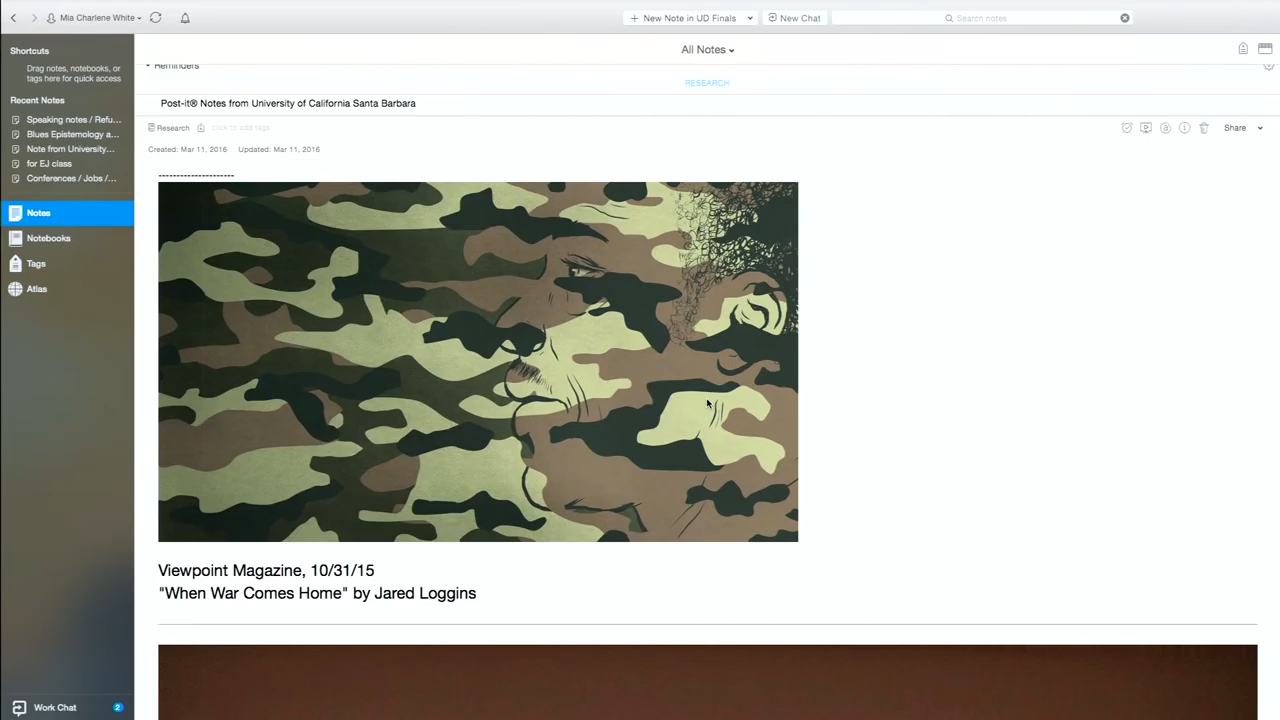 Mia Charlene White
New Note in UD Finals
New Chat
Search notes
Shortcuts
Drag notes, notebooks, or
tags here for quick access
Recent Notes
Speaking notes / Refu...
Blues Epistemology a...
Note from University...
for EJ class
Conferences / Jobs /...
Notes
Notebooks
Tags
Atlas
Work Chat
2
All Notes
Reminders
RESEARCH
Post-it® Notes from University of California Santa Barbara
Research
click to add tags
Share
Created: Mar 11, 2016 Updated: Mar 11, 2016
---------------------
Viewpoint Magazine, 10/31/15
"When War Comes Home" by Jared Loggins